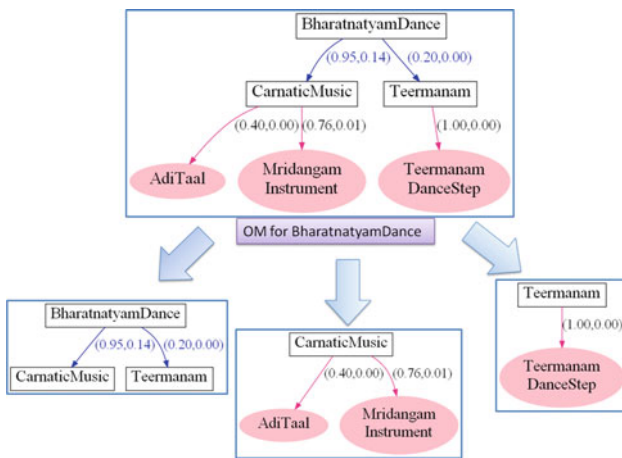 BharatnatyamDance
(0.95,0.14) (0.20,0.00)
CarnaticMusic Teermanam
(0.40,0.00) (0.76,0.01) (1.00,0.00)
AdiTaal
Mridangam
Instrument
Teermanam
DanceStep
OM for BharatnatyamDance
BharatnatyamDance
(0.95,0.14) (0.20,0.00)
CarnaticMusic Teermanam
CarnaticMusic
(0.40,0.00) (0.76,0.01)
AdiTaal
Mridangam
Instrument
Teermanam
(1.00,0.00)
Teermanam
DanceStep